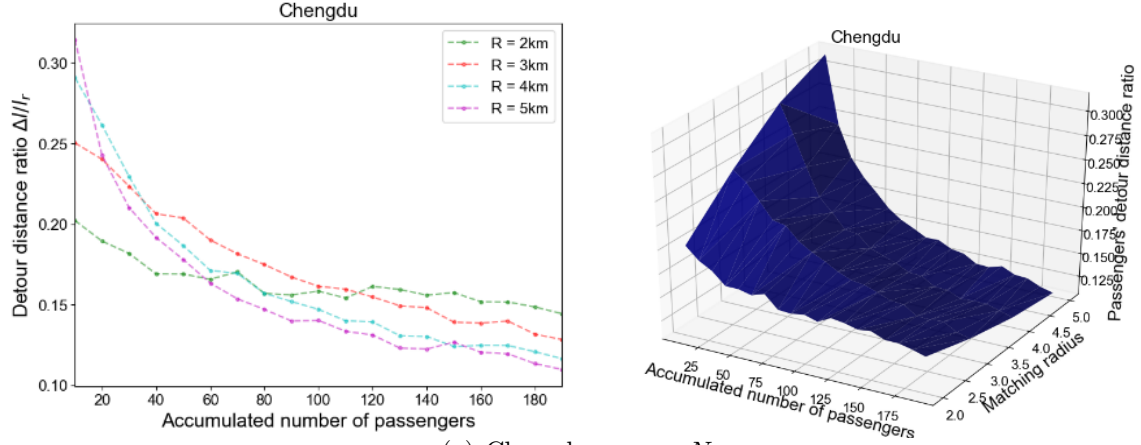 Chengdu
R = 2km
R = 3km
R = 4km
R = 5km
0.30
0.25
0.20
0.15
0.10
Detour distance ratio Δl/l_r
20 40 60 80 100 120 140 160 180
Accumulated number of passengers
Chengdu
0.300
0.275
0.250
0.225
0.200
0.175
0.150
0.125
Passengers' detour distance ratio
25 50 75 100 125 150 175
Accumulated number of passengers
2.0 2.5 3.0 3.5 4.0 4.5 5.0
Matching radius